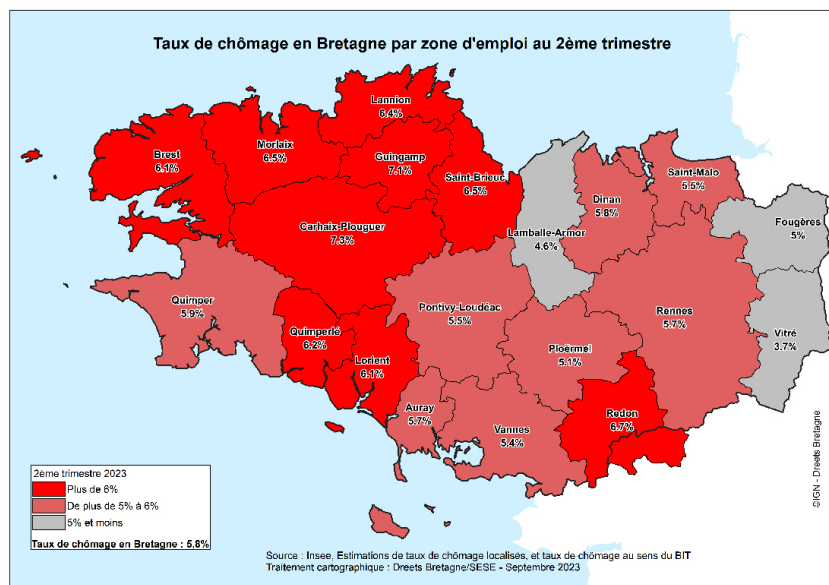 Taux de chômage en Bretagne par zone d'emploi au 2ème trimestre
Lannion
6.4%
Morlaix
6.5%
Brest
6.1%
Guingamp
7.1%
Saint-Brieuc
6.5%
Saint-Malo
5.5%
Dinan
5.8%
Fougères
5%
Carhaix-Plouguer
7.3%
Lamballe-Armor
4.6%
Quimper
5.9%
Pontivy-Loudéac
5.5%
Rennes
5.7%
Vitré
3.7%
Quimperlé
6.2%
Ploërmel
5.1%
Lorient
6.1%
Auray
5.7%
Vannes
5.4%
Redon
6.7%
2ème trimestre 2023
Plus de 6%
De plus de 5% à 6%
5% et moins
Taux de chômage en Bretagne : 5,8%
Source : Insee, Estimations de taux de chômage localisés, et taux de chômage au sens du BIT
Traitement cartographique : Dreets Bretagne/SESE - Septembre 2023
©IGN - Dreets Bretagne